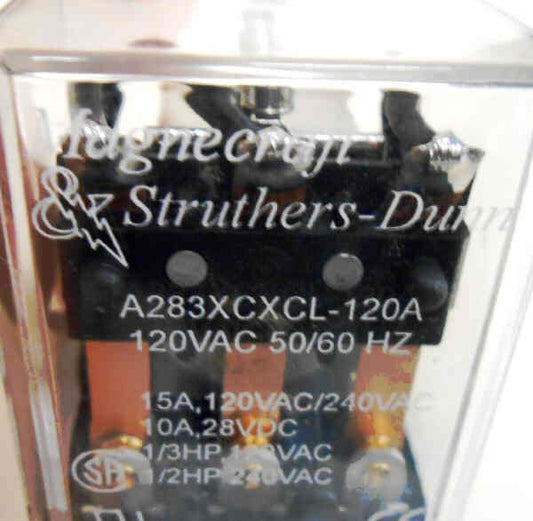 Magnecraft
& Struthers-Dunn
A283XCXCL-120A
120VAC 50/60 HZ
15A,120VAC/240VAC
10A,28VDC
1/3HP,120VAC
1/2HP,240VAC